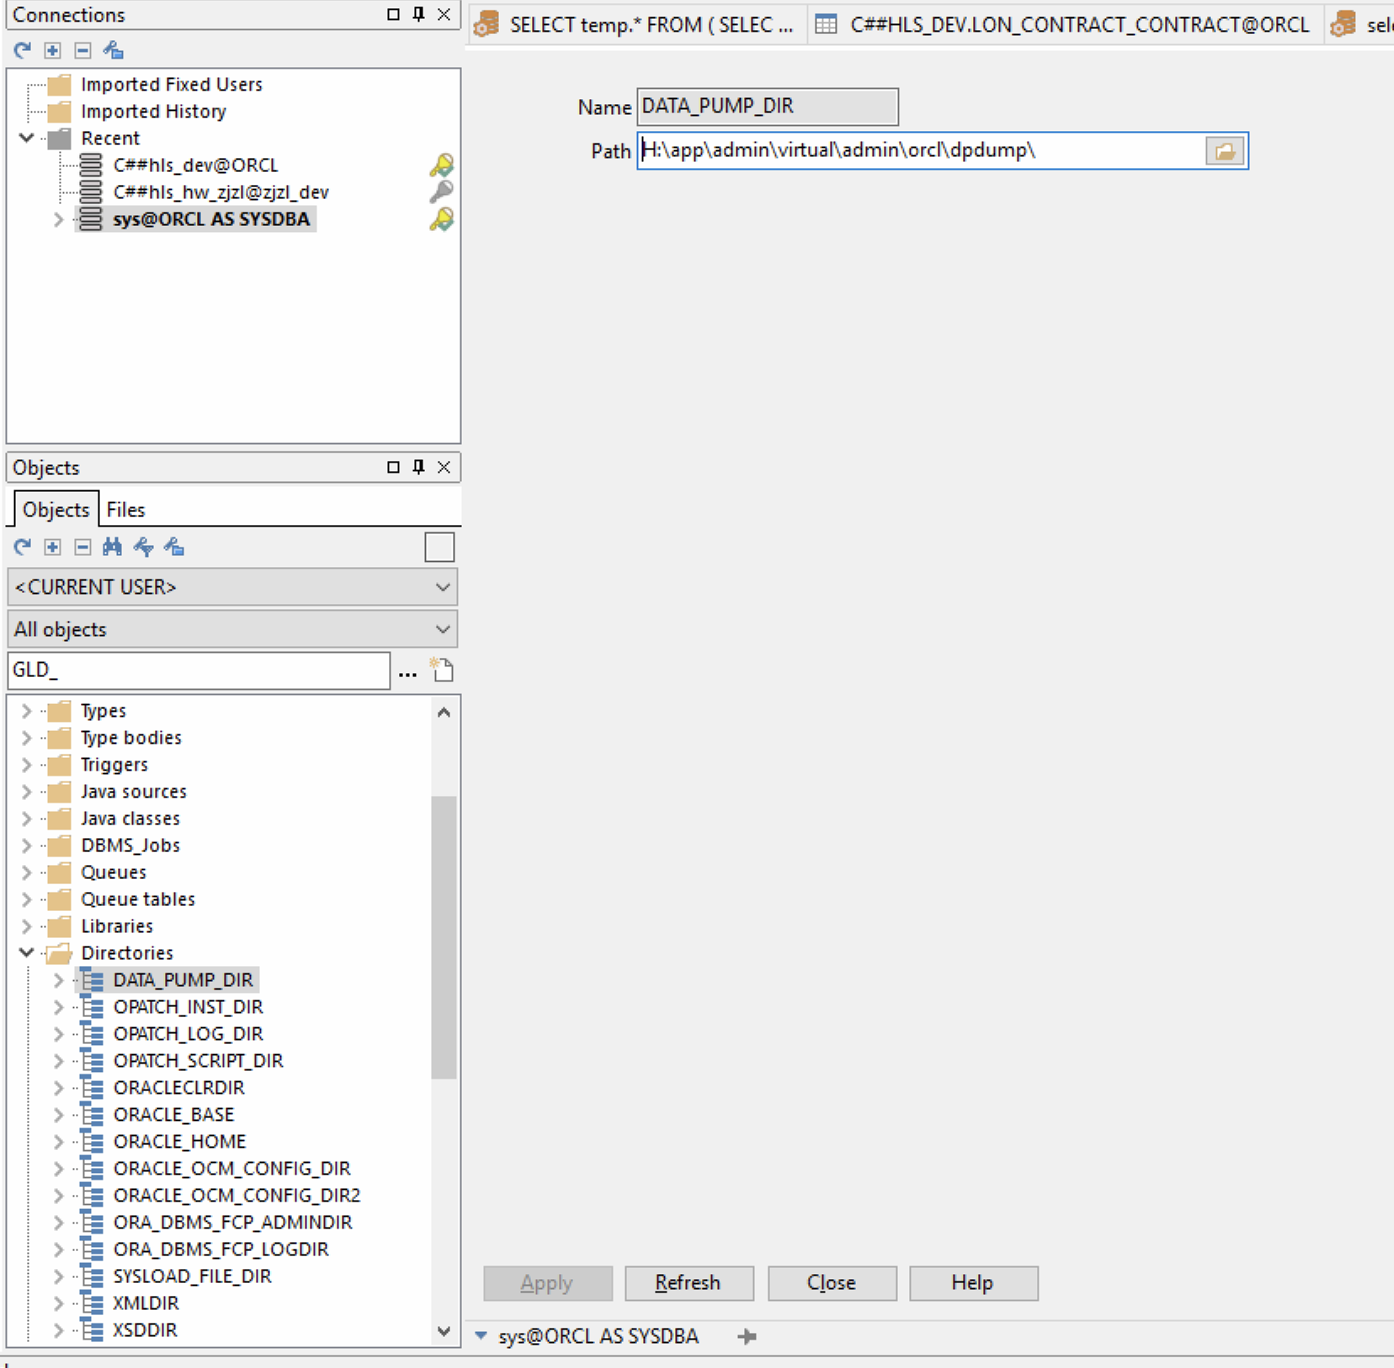 Connections
Imported Fixed Users
Imported History
Recent
C##hls_dev@ORCL
C##hls_hw_zjzl@zjzl_dev
sys@ORCL AS SYSDBA
Objects
Objects Files
<CURRENT USER>
All objects
GLD_ ...
Types
Type bodies
Triggers
Java sources
Java classes
DBMS_Jobs
Queues
Queue tables
Libraries
Directories
DATA_PUMP_DIR
OPATCH_INST_DIR
OPATCH_LOG_DIR
OPATCH_SCRIPT_DIR
ORACLECLRDIR
ORACLE_BASE
ORACLE_HOME
ORACLE_OCM_CONFIG_DIR
ORACLE_OCM_CONFIG_DIR2
ORA_DBMS_FCP_ADMINDIR
ORA_DBMS_FCP_LOGDIR
SYSLOAD_FILE_DIR
XMLDIR
XSDDIR
SELECT temp.* FROM ( SELEC ... C##HLS_DEV.LON_CONTRACT_CONTRACT@ORCL
Name DATA_PUMP_DIR
Path H:\app\admin\virtual\admin\orcl\dpdump\
Apply Refresh Close Help
sys@ORCL AS SYSDBA